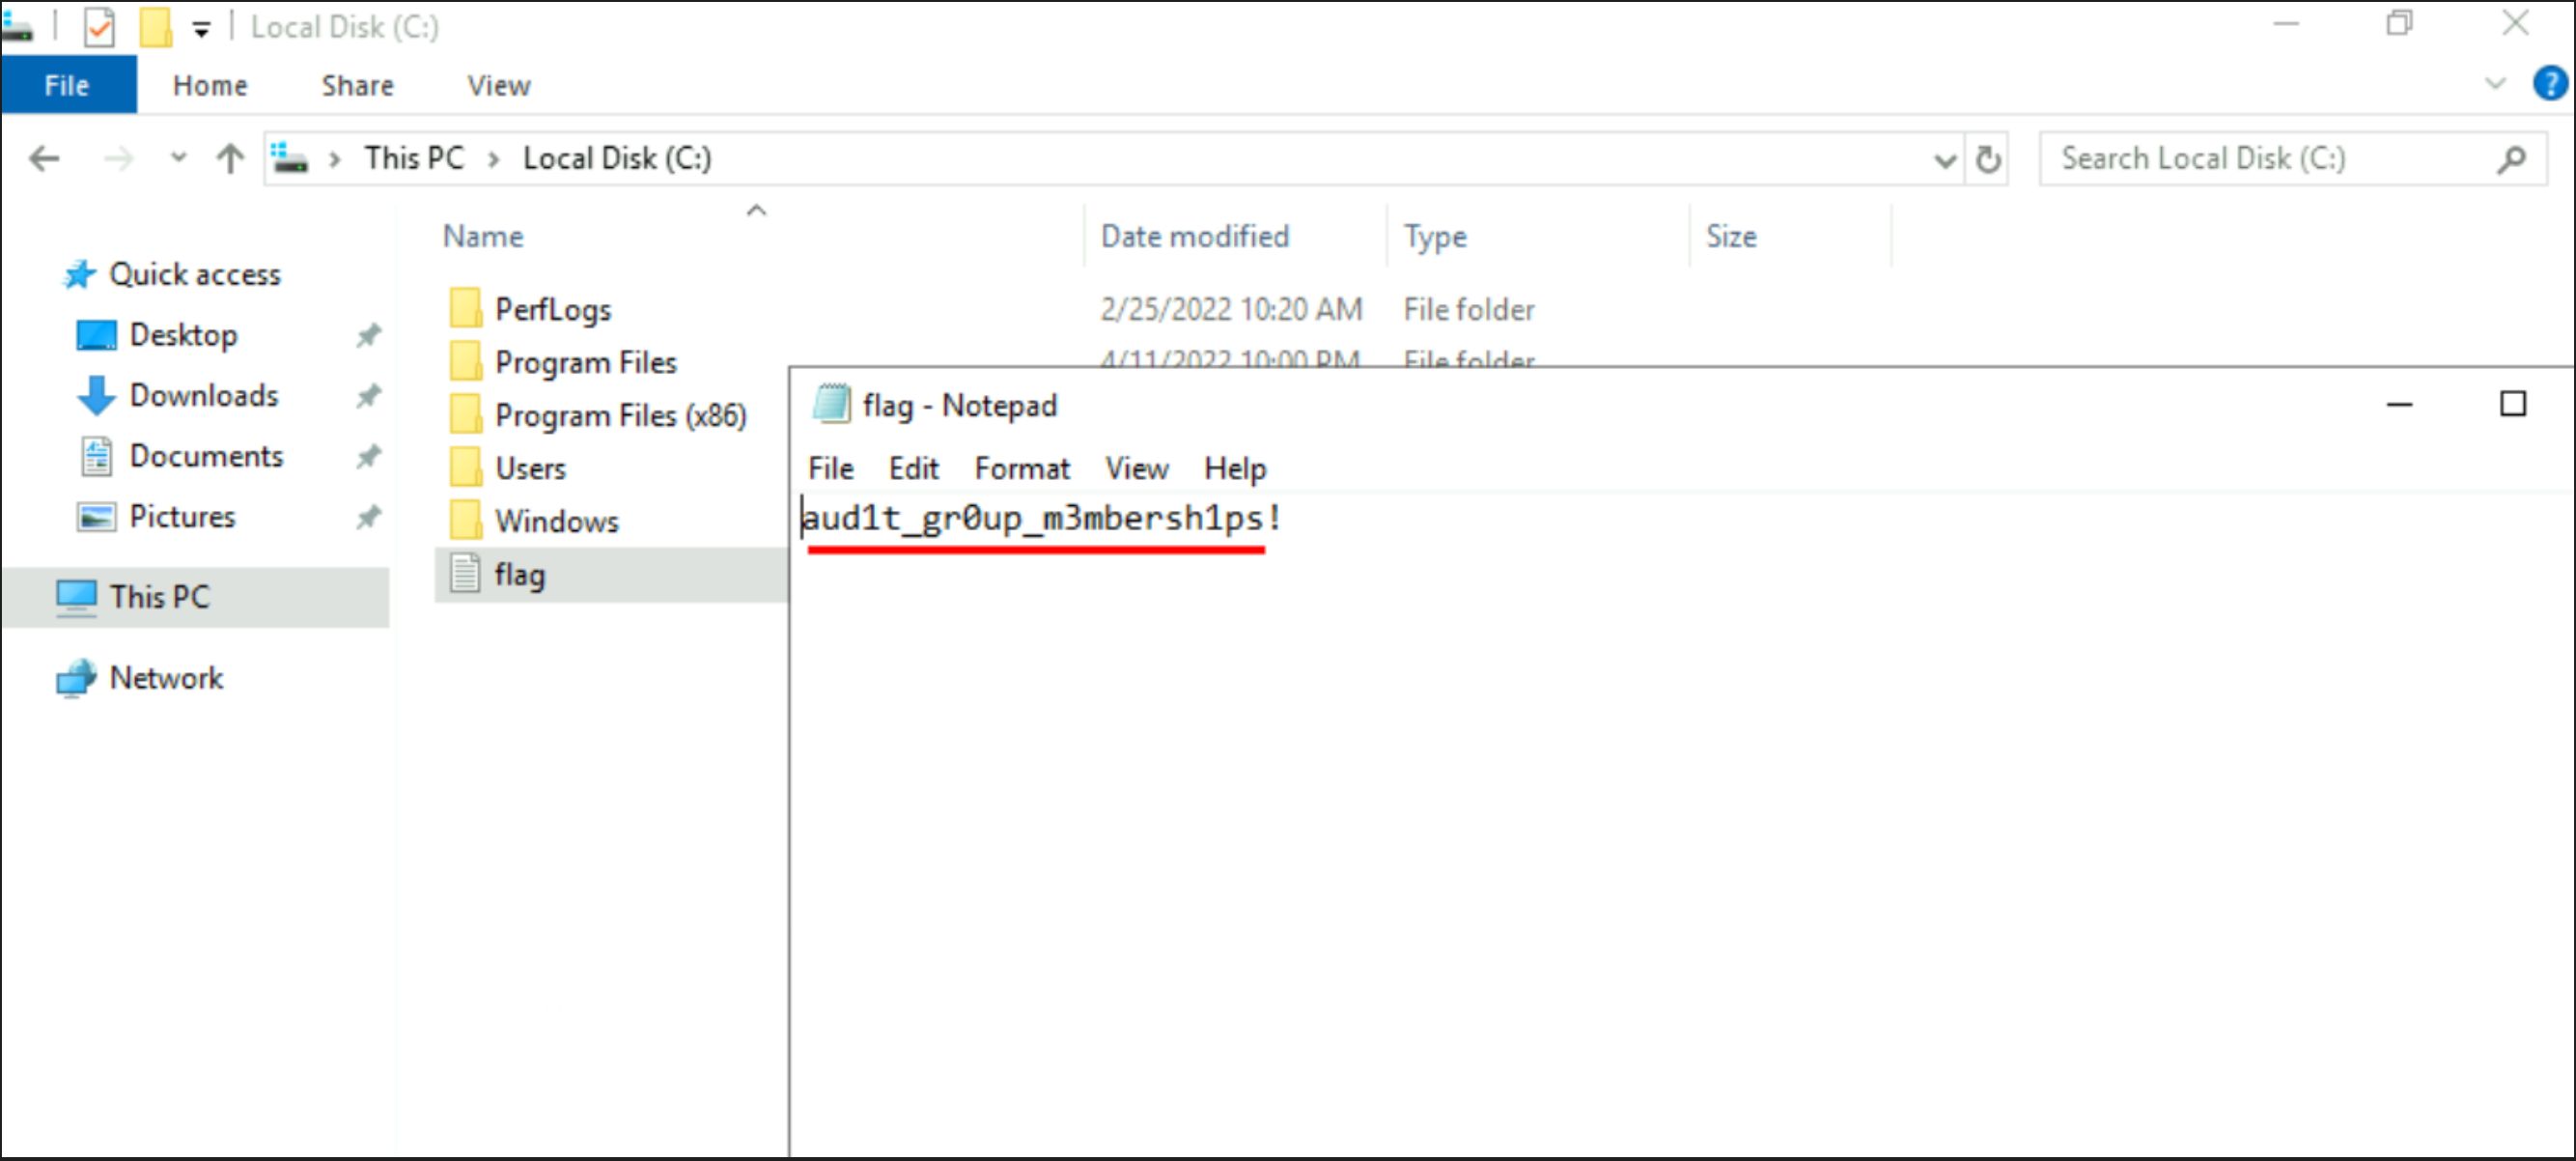 Local Disk (C:)
File Home Share View
This PC Local Disk (C:) Search Local Disk (C:)
Name Date modified Type Size
Quick access
Desktop
Downloads
Documents
Pictures
This PC
Network
PerfLogs 2/25/2022 10:20 AM File folder
Program Files 4/11/2022 10:00 PM File folder
Program Files (x86)
Users
Windows
flag
flag - Notepad
File Edit Format View Help
aud1t_gr0up_m3mbersh1ps!